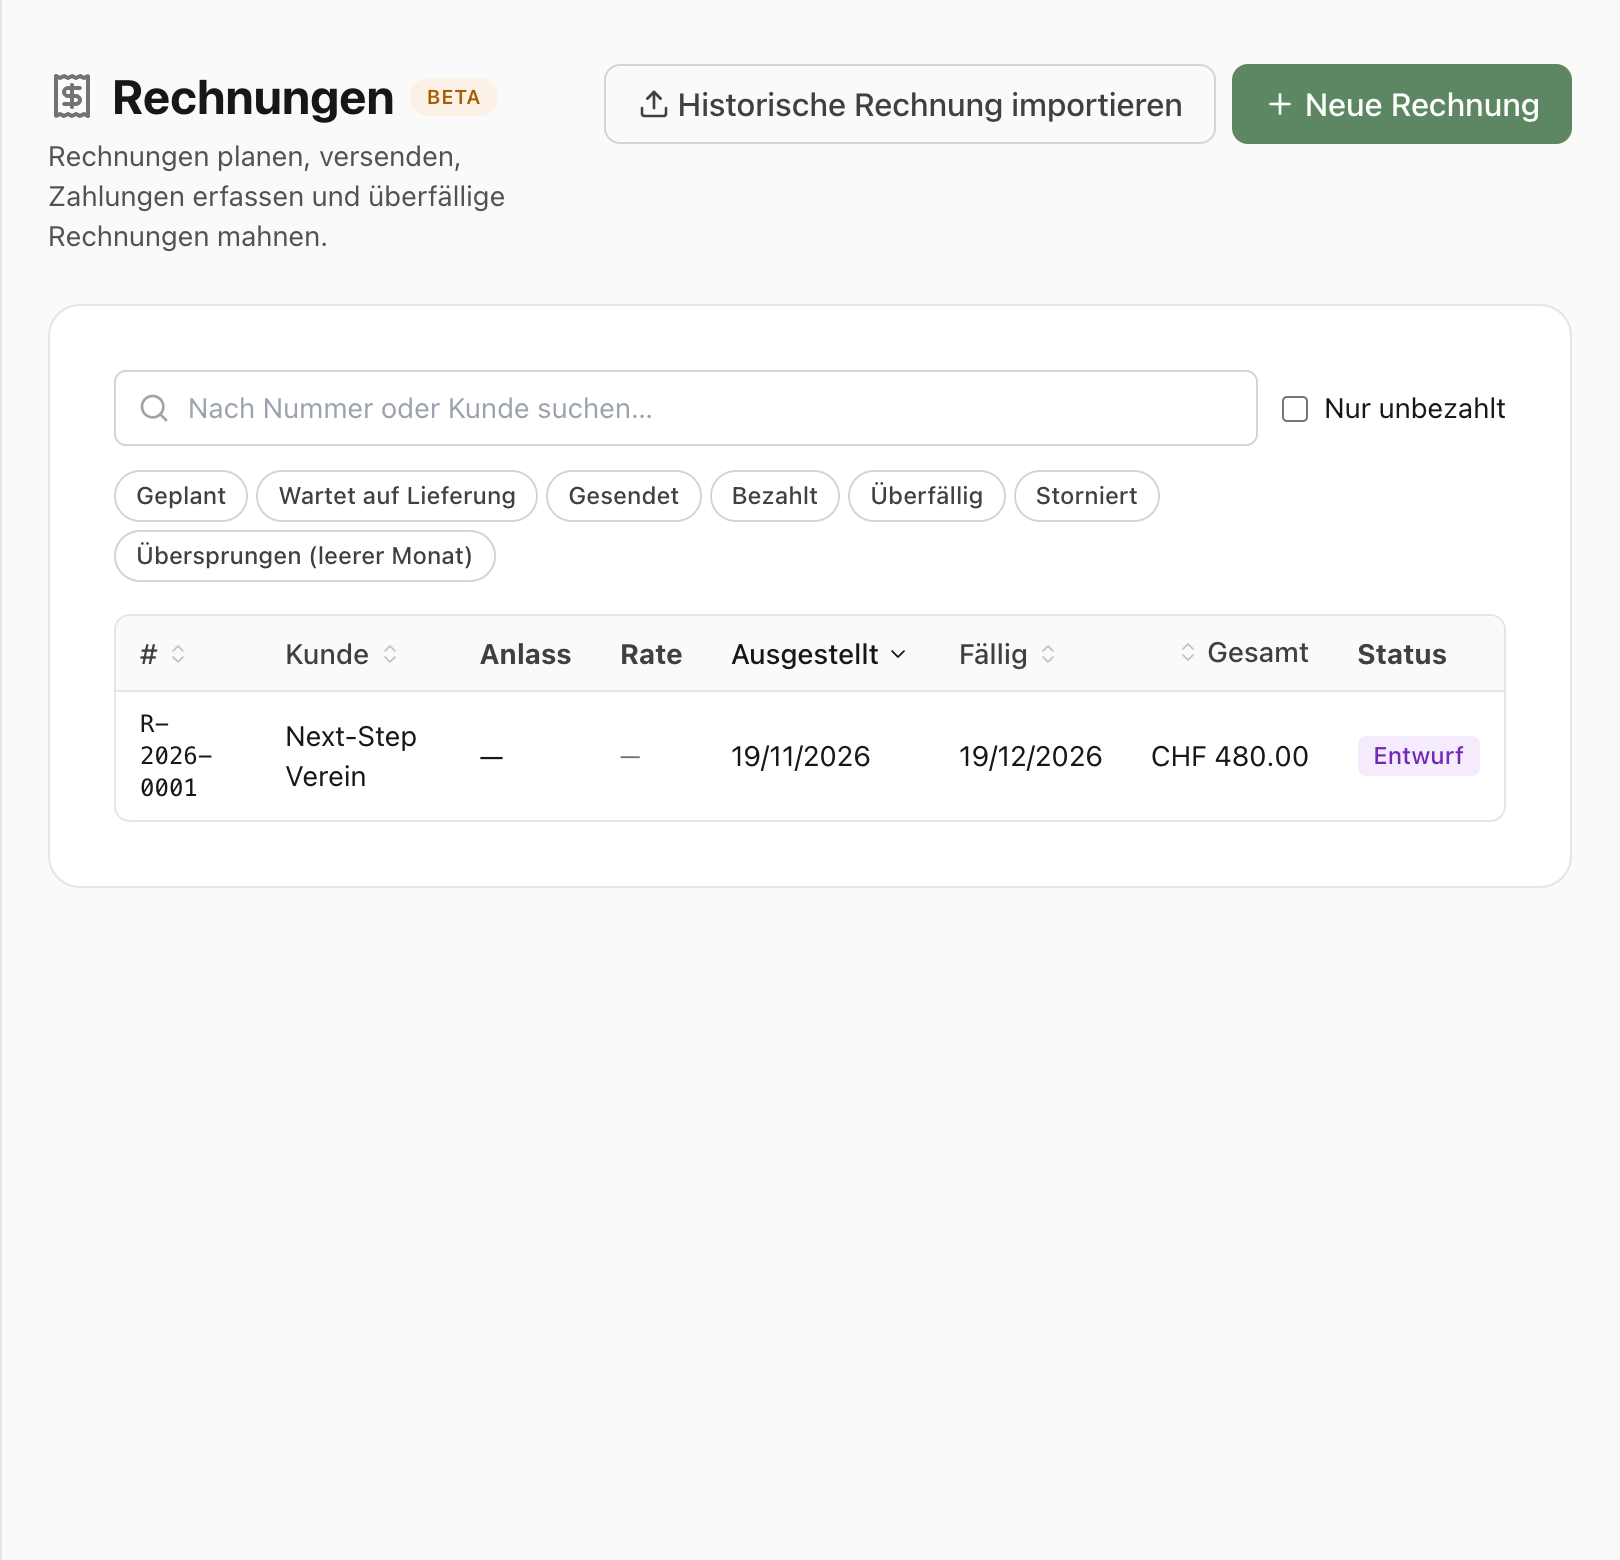 Rechnungen BETA
Historische Rechnung importieren
+ Neue Rechnung
Rechnungen planen, versenden,
Zahlungen erfassen und überfällige
Rechnungen mahnen.
Nach Nummer oder Kunde suchen...
Nur unbezahlt
Geplant Wartet auf Lieferung Gesendet Bezahlt Überfällig Storniert
Übersprungen (leerer Monat)
# Kunde Anlass Rate Ausgestellt Fällig Gesamt Status
R-
2026-
0001
Next-Step
Verein
— — 19/11/2026 19/12/2026 CHF 480.00 Entwurf